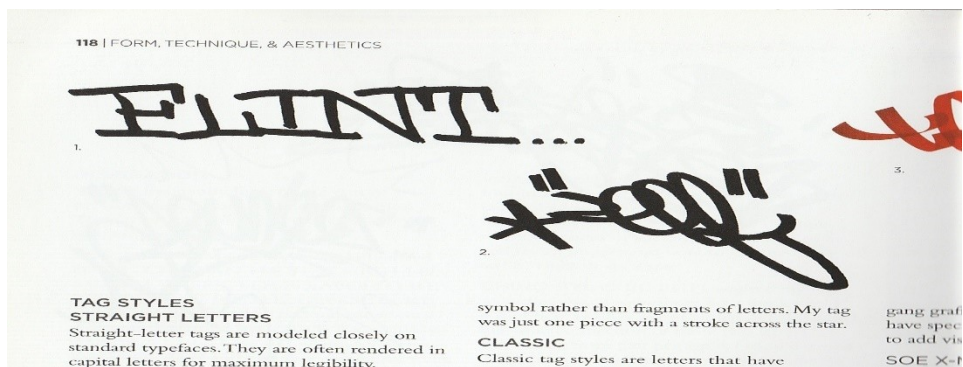 118 | FORM, TECHNIQUE, & AESTHETICS
FLINT...
1.
2.
3.
TAG STYLES
STRAIGHT LETTERS
Straight-letter tags are modeled closely on
standard typefaces. They are often rendered in
capital letters for maximum legibility.
symbol rather than fragments of letters. My tag
was just one piece with a stroke across the star.
CLASSIC
Classic tag styles are letters that have
gang
have
to add
SOE